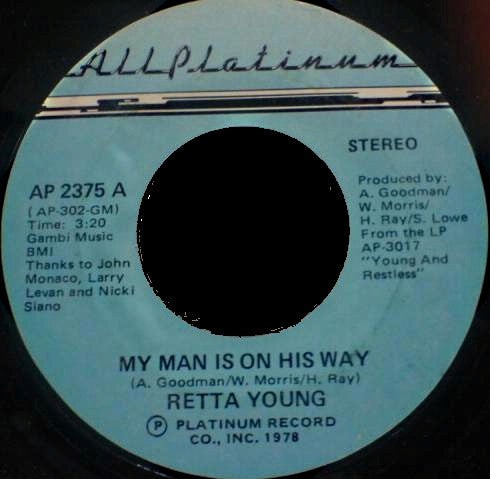 All Platinum
STEREO
AP 2375 A
(AP-302-GM)
Time: 3:20
Gambi Music
BMI
Thanks to John
Monaco, Larry
Levan and Nicki
Siano
Produced by:
A. Goodman/
W. Morris/
H. Ray/S. Lowe
From the LP
AP-3017
"Young And
Restless"
MY MAN IS ON HIS WAY
(A. Goodman/W. Morris/H. Ray)
RETTA YOUNG
Ⓟ PLATINUM RECORD
CO., INC. 1978